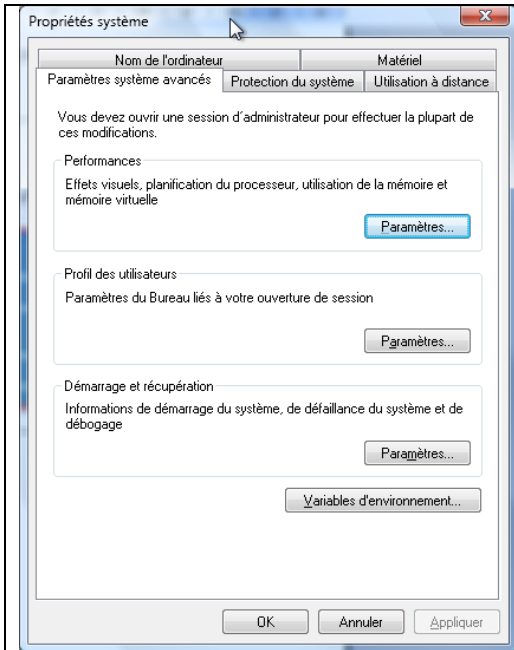 Propriétés système
Nom de l'ordinateur
Matériel
Paramètres système avancés
Protection du système
Utilisation à distance
Vous devez ouvrir une session d'administrateur pour effectuer la plupart de
ces modifications.
Performances
Effets visuels, planification du processeur, utilisation de la mémoire et
mémoire virtuelle
Paramètres...
Profil des utilisateurs
Paramètres du Bureau liés à votre ouverture de session
Paramètres...
Démarrage et récupération
Informations de démarrage du système, de défaillance du système et de
débogage
Paramètres...
Variables d'environnement...
OK
Annuler
Appliquer